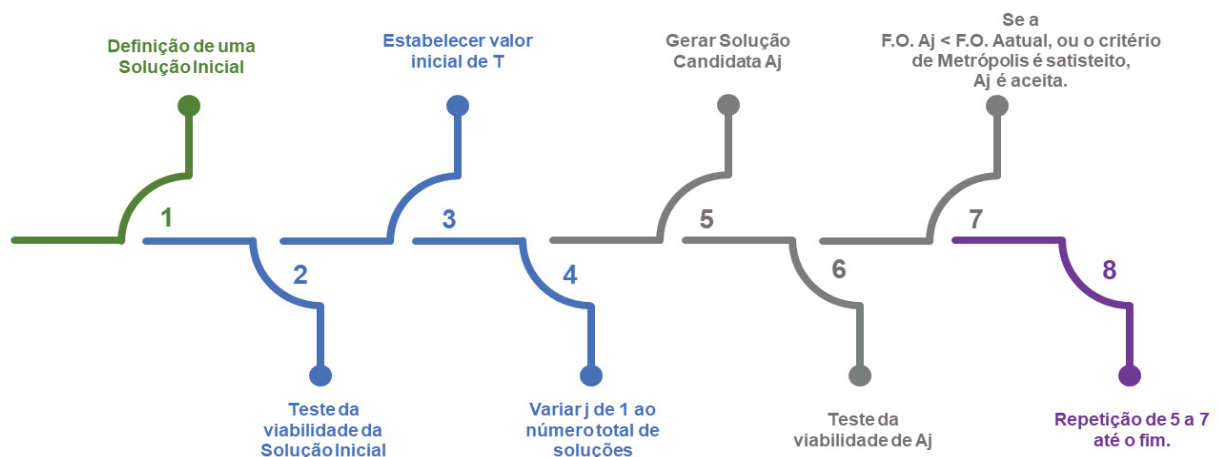 Definição de uma
Solução Inicial
1
Teste da
viabilidade da
Solução Inicial
2
Estabelecer valor
inicial de T
3
Variar j de 1 ao
número total de
soluções
4
Gerar Solução
Candidata Aj
5
Teste da
viabilidade de Aj
6
Se a
F.O. Aj < F.O. Aatual, ou o critério
de Metrópolis é satisteito,
Aj é aceita.
7
Repetição de 5 a 7
até o fim.
8